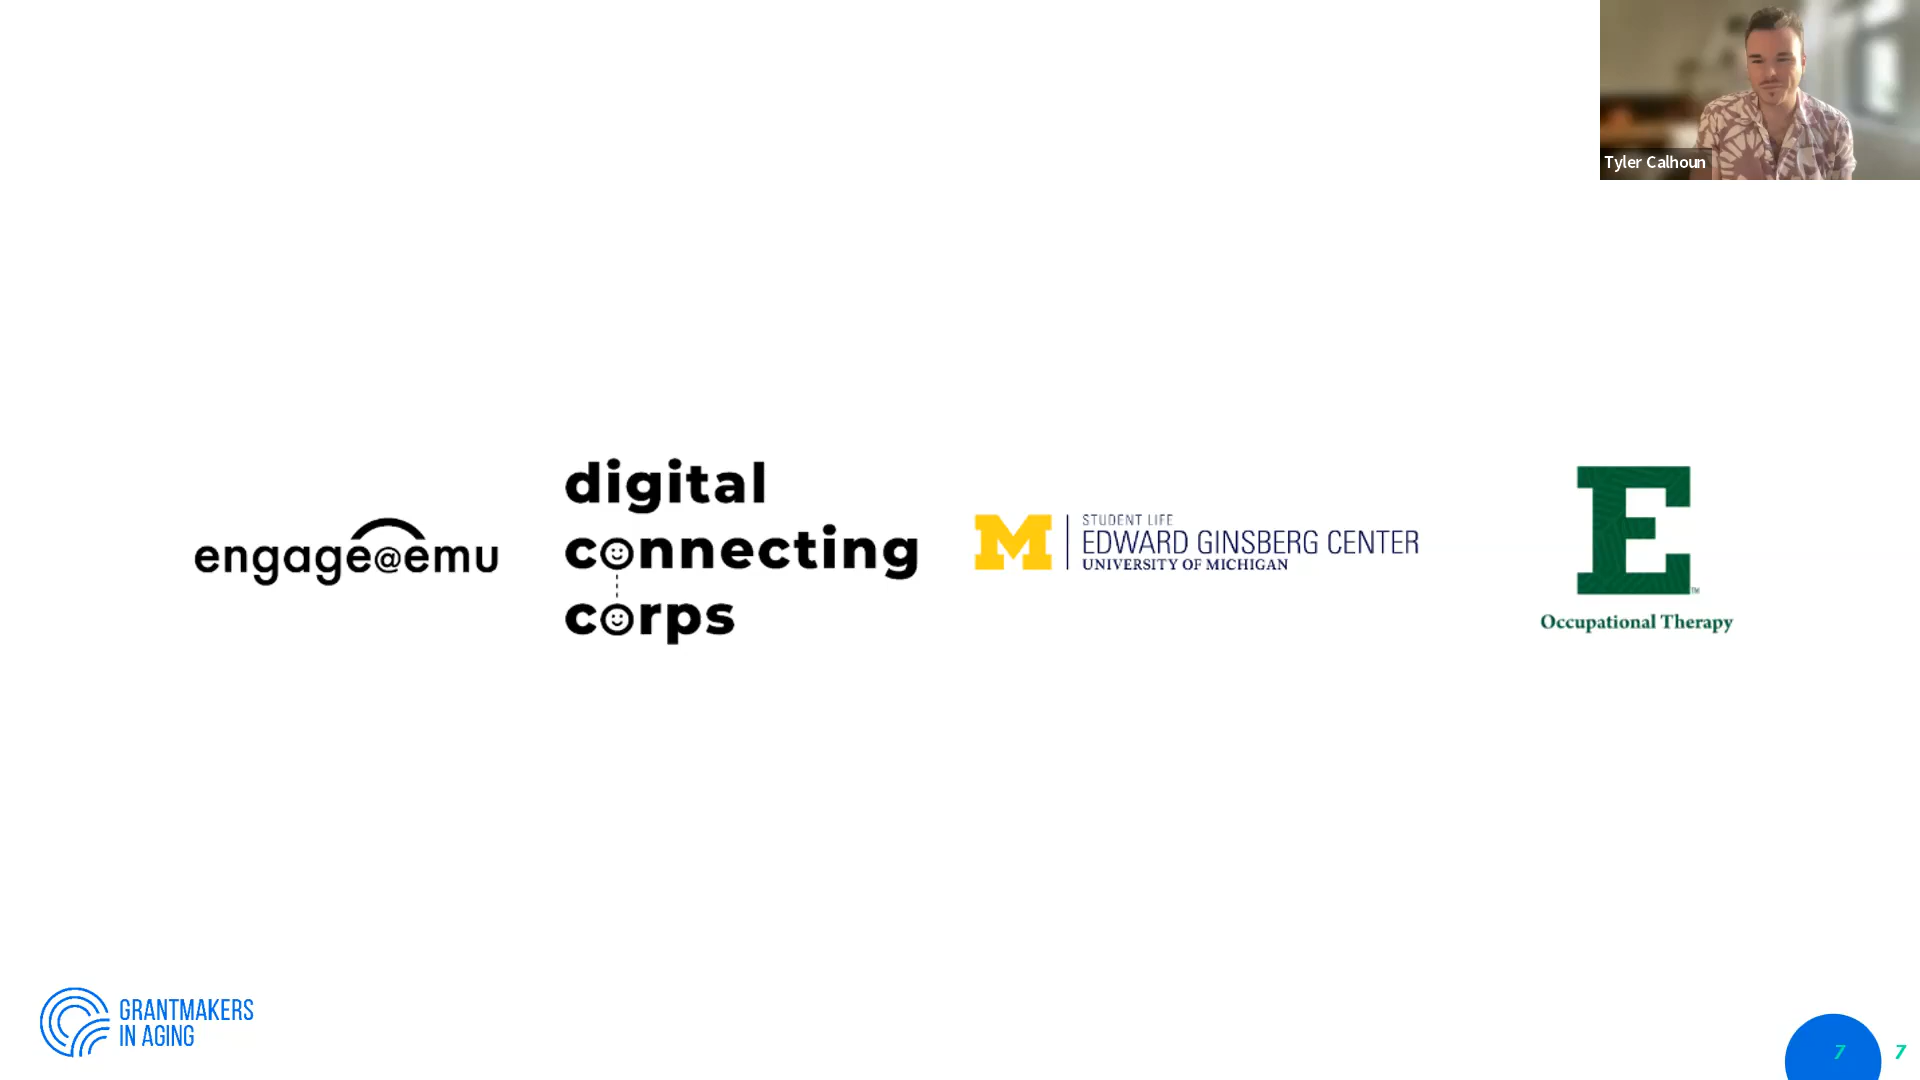 Tyler Calhoun
engage@emu
digital
connecting
corps
STUDENT LIFE
EDWARD GINSBERG CENTER
UNIVERSITY OF MICHIGAN
E
TM
Occupational Therapy
M
GRANTMAKERS
IN AGING
7
7